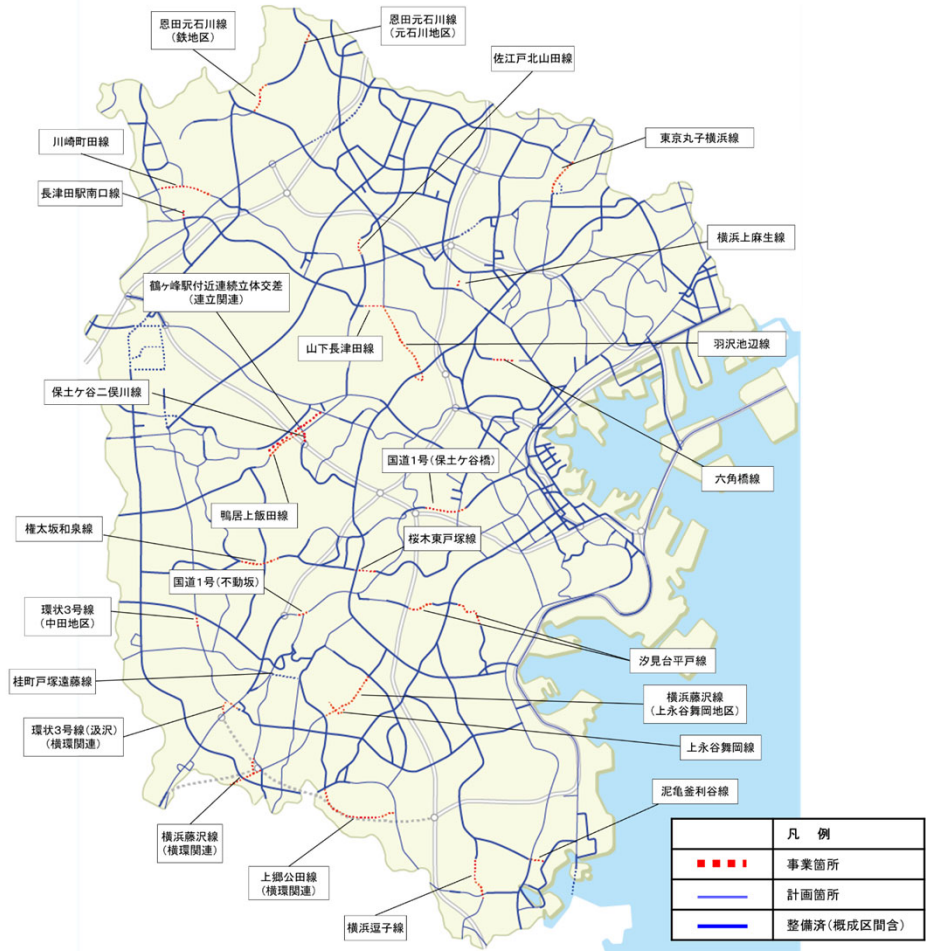 恩田元石川線
(鉄地区)
恩田元石川線
(元石川地区)
佐江戸北山田線
川崎町田線
東京丸子横浜線
長津田駅南口線
横浜上麻生線
鶴ヶ峰駅付近連続立体交差
(連立関連)
山下長津田線
羽沢池辺線
保土ケ谷二俣川線
国道1号(保土ケ谷橋)
六角橋線
鴨居上飯田線
権太坂和泉線
桜木東戸塚線
国道1号(不動坂)
環状3号線
(中田地区)
汐見台平戸線
桂町戸塚遠藤線
横浜藤沢線
(上永谷舞岡地区)
環状3号線(汲沢)
(横環関連)
上永谷舞岡線
泥亀釜利谷線
横浜藤沢線
(横環関連)
上郷公田線
(横環関連)
横浜逗子線
凡 例
事業箇所
計画箇所
整備済(概成区間含)